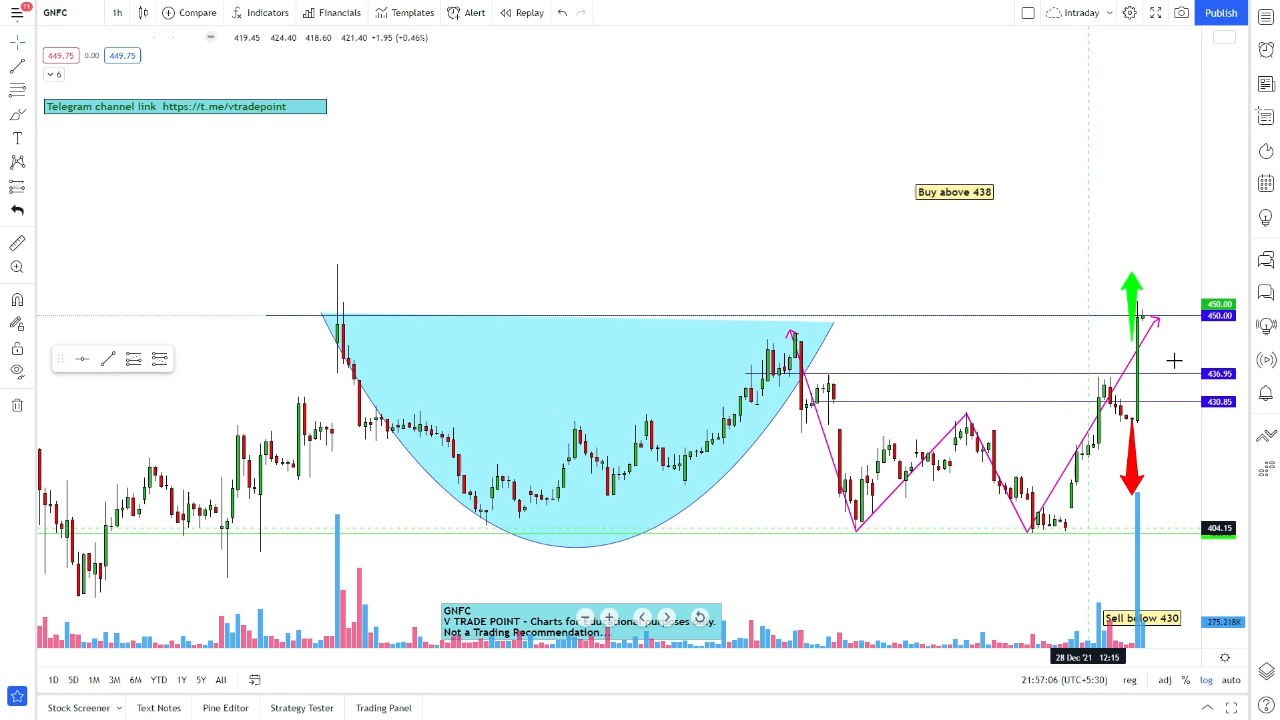 11
GNFC
1h
Compare
Indicators
Financials
Templates
Alert
Replay
Intraday
Publish
419.45 424.40 418.60 421.40 +1.95 (+0.46%)
449.75 0.00 449.75
6
Telegram channel link https://t.me/vtradepoint
Buy above 438
450.00
450.00
436.95
430.85
404.15
GNFC
V TRADE POINT - Charts for
Not a Trading Recommendation...
Sell below 430
275.218K
28 Dec '21 12:15
1D 5D 1M 3M 6M YTD 1Y 5Y All
21:57:06 (UTC+5:30) reg adj % log auto
Stock Screener Text Notes Pine Editor Strategy Tester Trading Panel